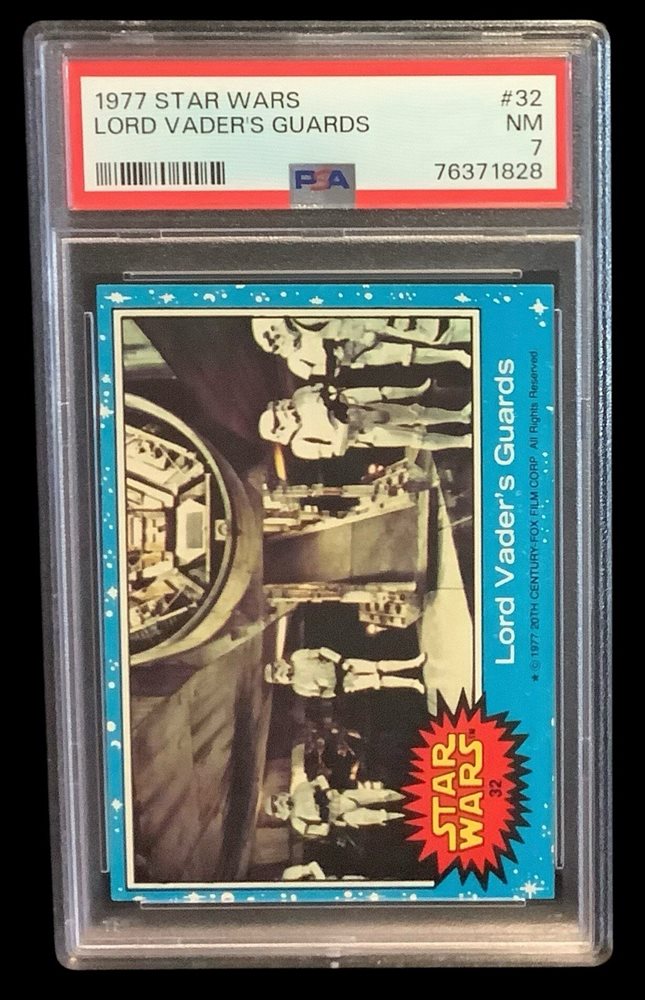 1977 STAR WARS #32
LORD VADER'S GUARDS NM
7
PSA 76371828
Lord Vader's Guards
★ © 1977 20TH CENTURY-FOX FILM CORP. All Rights Reserved
STAR
WARS™
32